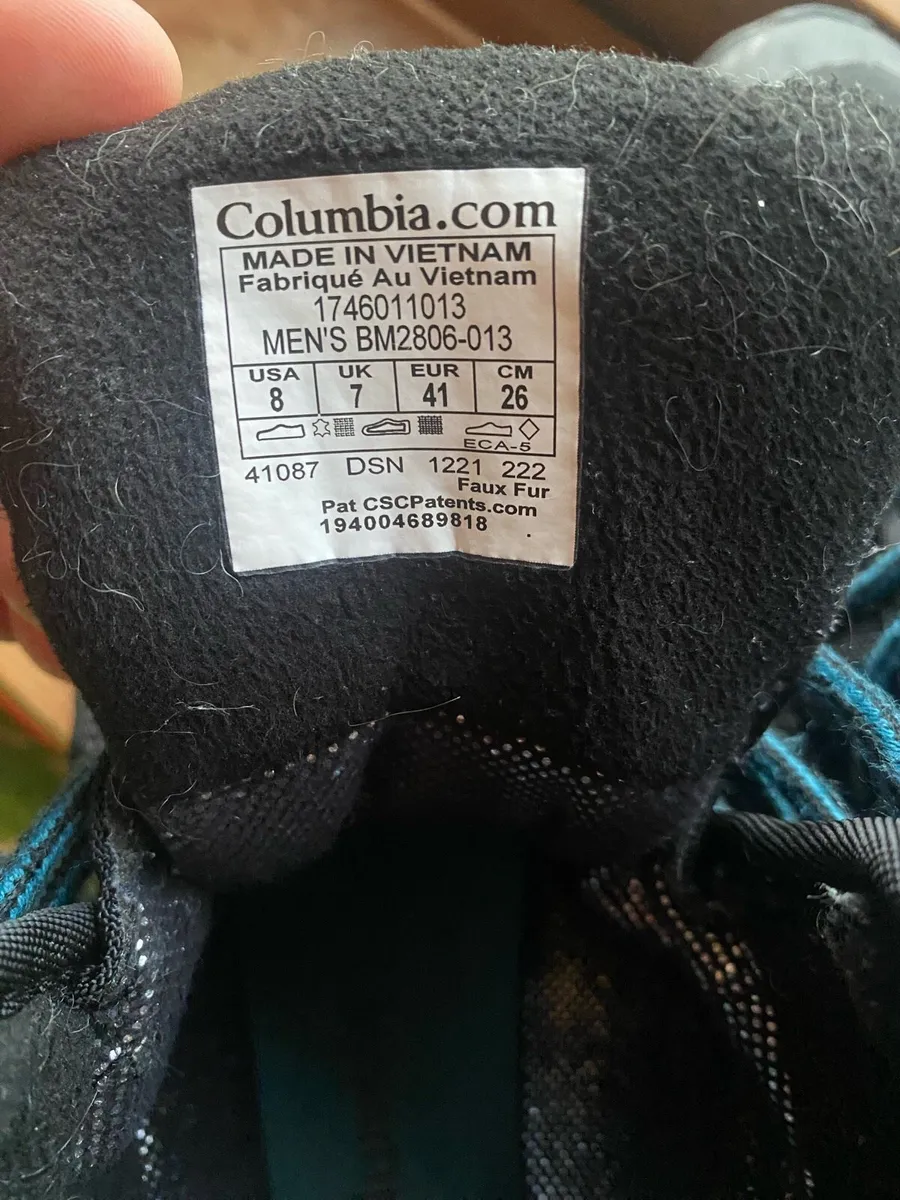 Columbia.com
MADE IN VIETNAM
Fabriqué Au Vietnam
1746011013
MEN'S BM2806-013
USA UK EUR CM
8 7 41 26
ECA-5
41087 DSN 1221 222
Faux Fur
Pat CSCPatents.com
194004689818